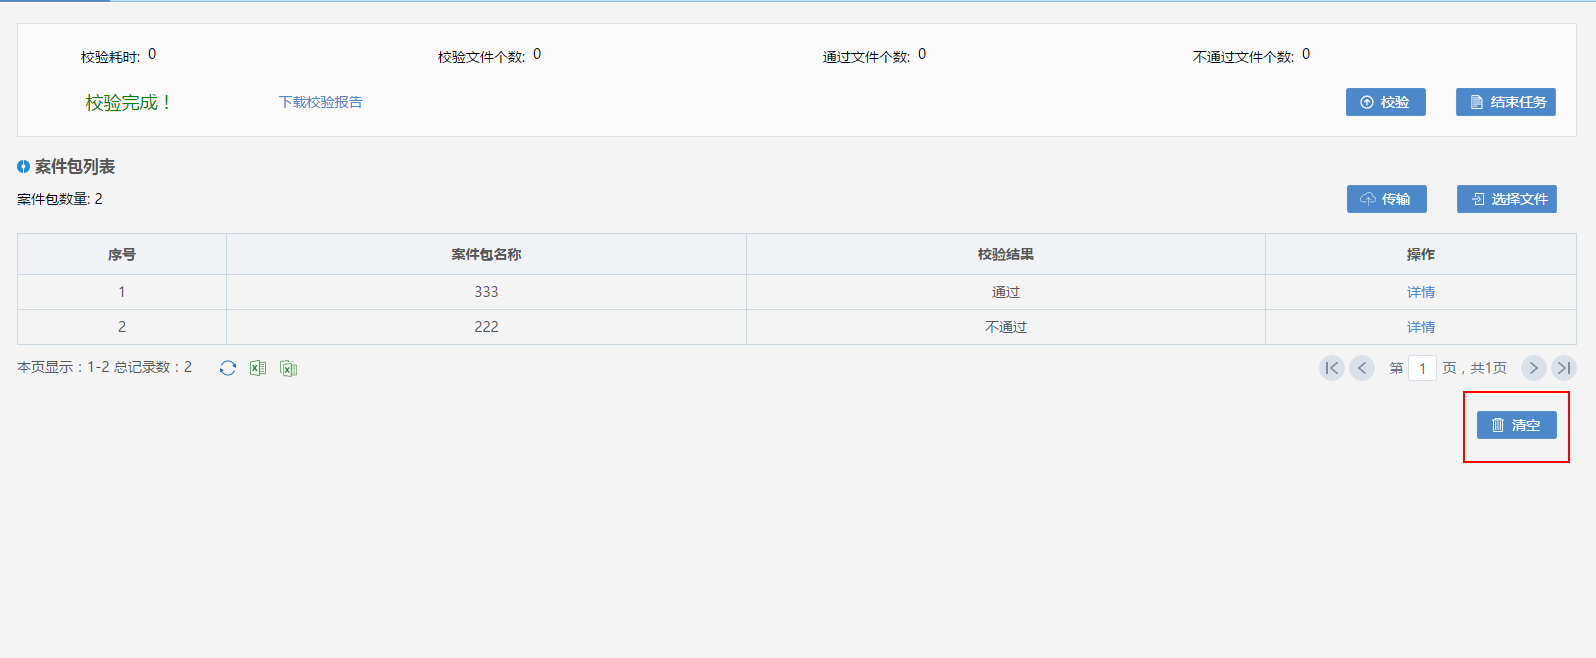 校验耗时: 0 校验文件个数: 0 通过文件个数: 0 不通过文件个数: 0
校验完成！ 下载校验报告 校验 结束任务
案件包列表
案件包数量: 2 传输 选择文件
序号 案件包名称 校验结果 操作
1 333 通过 详情
2 222 不通过 详情
本页显示：1-2 总记录数：2 第 1 页，共1页
清空